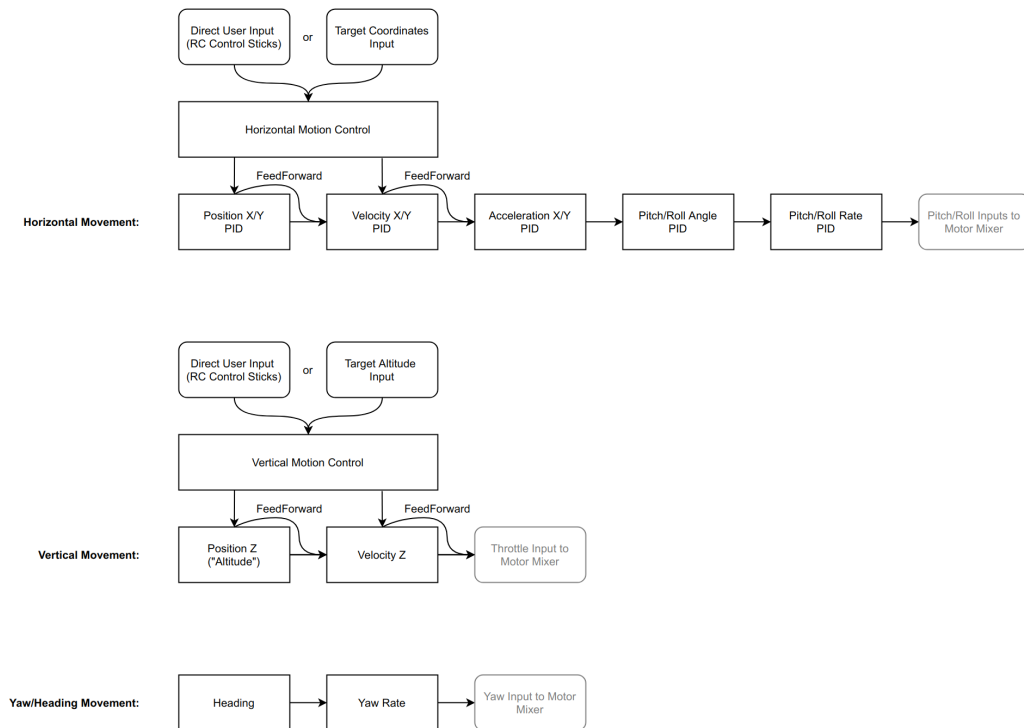 Direct User Input
(RC Control Sticks)
or
Target Coordinates
Input
Horizontal Motion Control
FeedForward
FeedForward
Horizontal Movement:
Position X/Y
PID
Velocity X/Y
PID
Acceleration X/Y
PID
Pitch/Roll Angle
PID
Pitch/Roll Rate
PID
Pitch/Roll Inputs to
Motor Mixer
Direct User Input
(RC Control Sticks)
or
Target Altitude
Input
Vertical Motion Control
FeedForward
FeedForward
Vertical Movement:
Position Z
("Altitude")
Velocity Z
Throttle Input to
Motor Mixer
Yaw/Heading Movement:
Heading
Yaw Rate
Yaw Input to Motor
Mixer